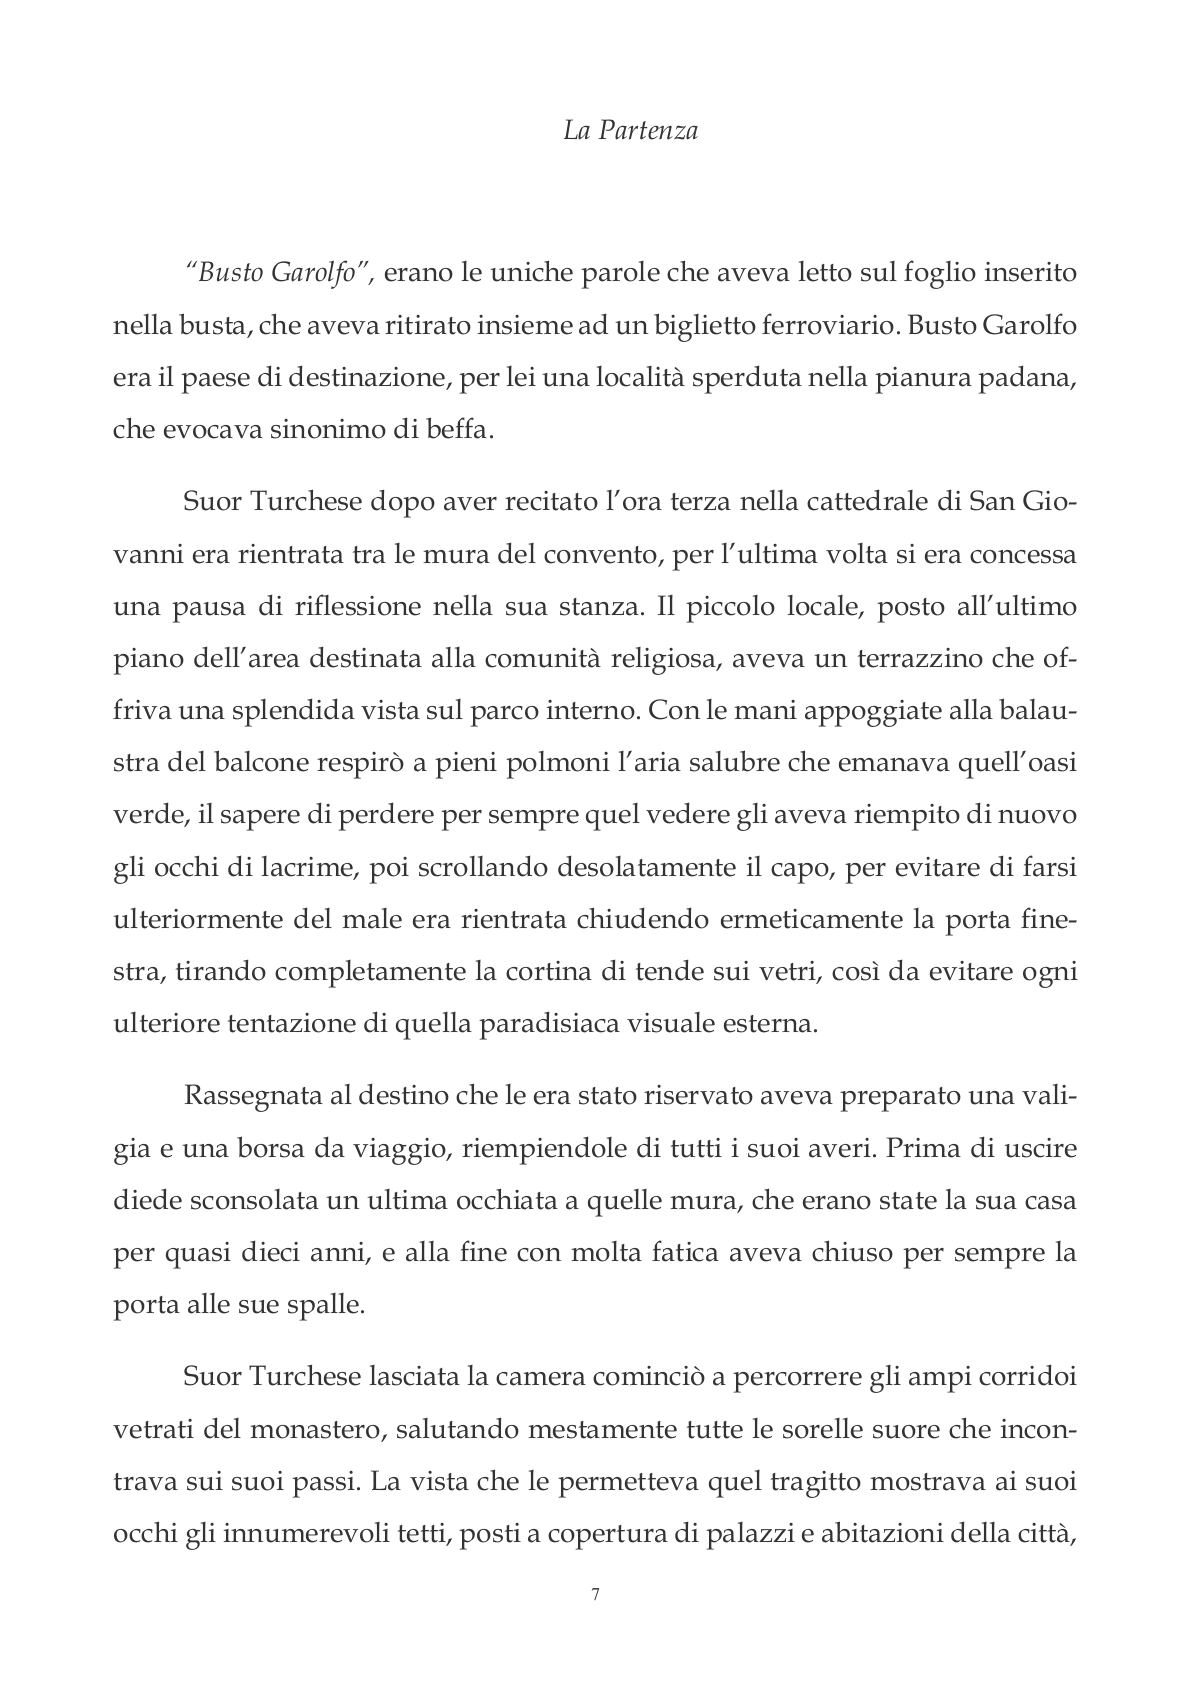 La Partenza
“Busto Garolfo”, erano le uniche parole che aveva letto sul foglio inserito
nella busta, che aveva ritirato insieme ad un biglietto ferroviario. Busto Garolfo
era il paese di destinazione, per lei una località sperduta nella pianura padana,
che evocava sinonimo di beffa.
Suor Turchese dopo aver recitato l’ora terza nella cattedrale di San Gio-
vanni era rientrata tra le mura del convento, per l’ultima volta si era concessa
una pausa di riflessione nella sua stanza. Il piccolo locale, posto all’ultimo
piano dell’area destinata alla comunità religiosa, aveva un terrazzino che of-
friva una splendida vista sul parco interno. Con le mani appoggiate alla balau-
stra del balcone respirò a pieni polmoni l’aria salubre che emanava quell’oasi
verde, il sapere di perdere per sempre quel vedere gli aveva riempito di nuovo
gli occhi di lacrime, poi scrollando desolatamente il capo, per evitare di farsi
ulteriormente del male era rientrata chiudendo ermeticamente la porta fine-
stra, tirando completamente la cortina di tende sui vetri, così da evitare ogni
ulteriore tentazione di quella paradisiaca visuale esterna.
Rassegnata al destino che le era stato riservato aveva preparato una vali-
gia e una borsa da viaggio, riempiendole di tutti i suoi averi. Prima di uscire
diede sconsolata un ultima occhiata a quelle mura, che erano state la sua casa
per quasi dieci anni, e alla fine con molta fatica aveva chiuso per sempre la
porta alle sue spalle.
Suor Turchese lasciata la camera cominciò a percorrere gli ampi corridoi
vetrati del monastero, salutando mestamente tutte le sorelle suore che incon-
trava sui suoi passi. La vista che le permetteva quel tragitto mostrava ai suoi
occhi gli innumerevoli tetti, posti a copertura di palazzi e abitazioni della città,
7